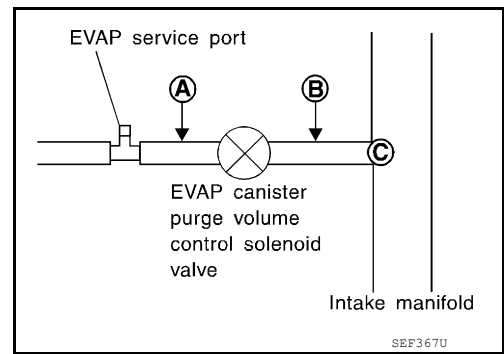 EVAP service port
A
B
C
EVAP canister
purge volume
control solenoid
valve
Intake manifold
SEF367U